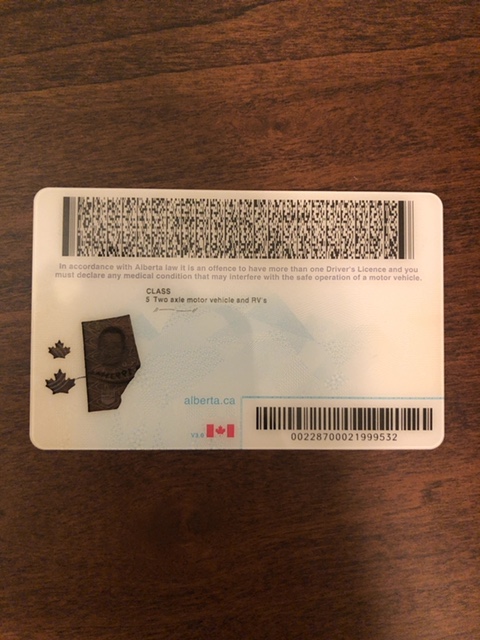 In accordance with Alberta law it is an offence to have more than one Driver's Licence and you
must declare any medical condition that may interfere with the safe operation of a motor vehicle.
CLASS
5 Two axle motor vehicle and RV's
alberta.ca
V3.0
00228700021999532